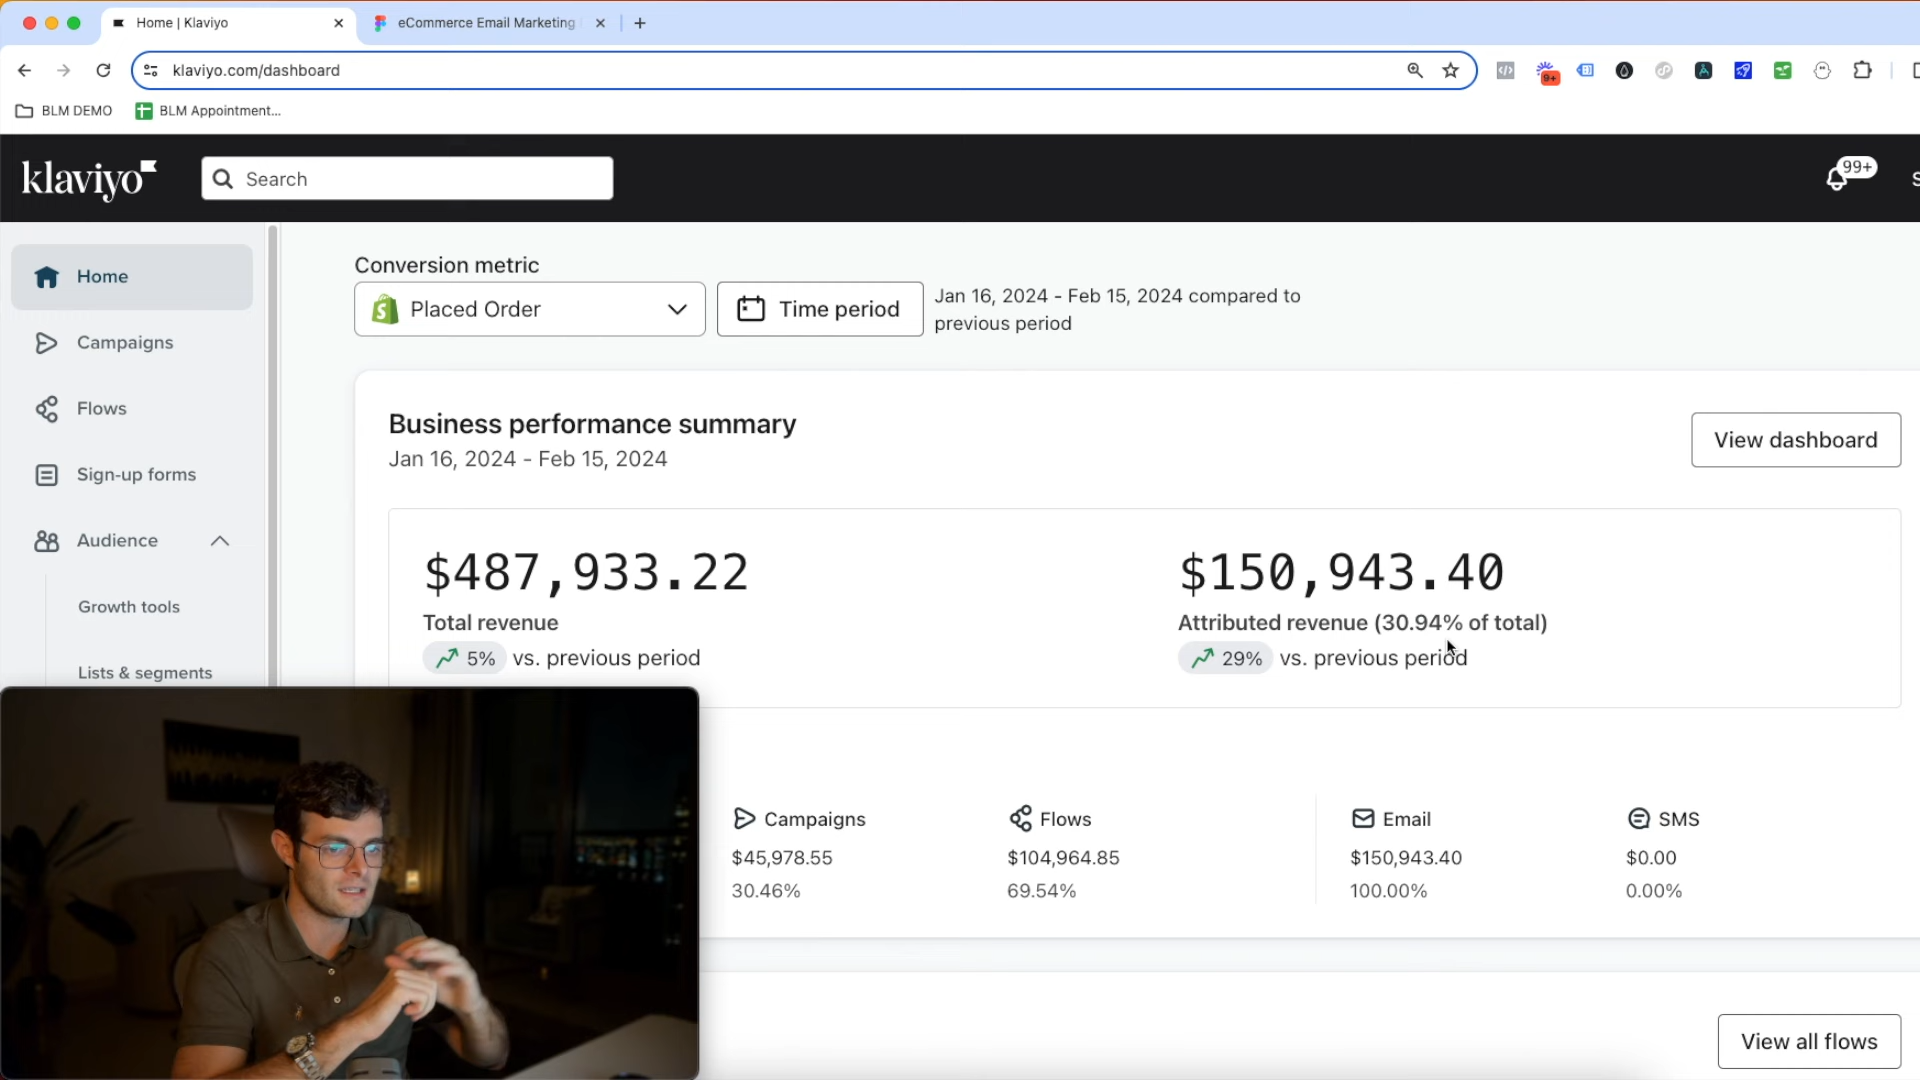 Home | Klaviyo
eCommerce Email Marketing
klaviyo.com/dashboard
9+
BLM DEMO
BLM Appointment...
klaviyo
Search
99+
S
Home
Campaigns
Flows
Sign-up forms
Audience
Growth tools
Lists & segments
Conversion metric
Placed Order
Time period
Jan 16, 2024 - Feb 15, 2024 compared to
previous period
Business performance summary
Jan 16, 2024 - Feb 15, 2024
View dashboard
$487,933.22
Total revenue
5% vs. previous period
$150,943.40
Attributed revenue (30.94% of total)
29% vs. previous period
Campaigns
$45,978.55
30.46%
Flows
$104,964.85
69.54%
Email
$150,943.40
100.00%
SMS
$0.00
0.00%
View all flows